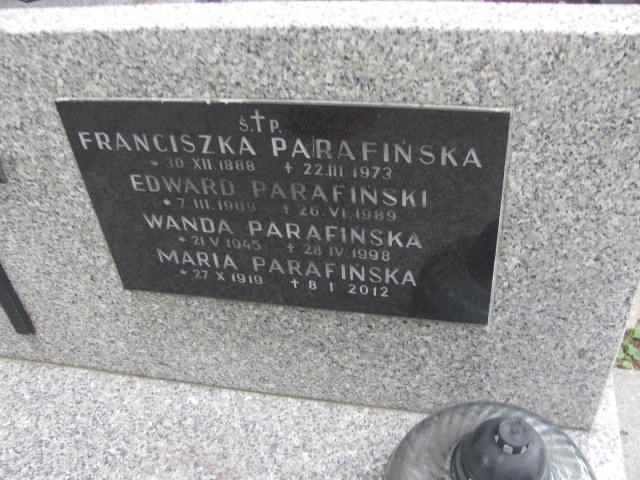 Ś.†P.
FRANCISZKA PARAFIŃSKA
* 30 XII.1888 † 22.III.1973
EDWARD PARAFIŃSKI
* 7.III.1909 † 26.VI.1989
WANDA PARAFIŃSKA
* 21 V 1945 † 28 IV 1998
MARIA PARAFIŃSKA
* 27 X 1919 † 8 I 2012